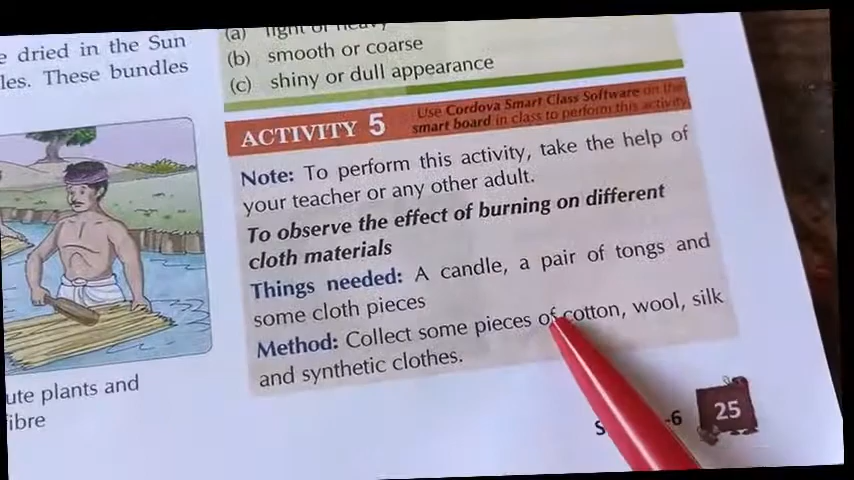 e dried in the Sun
les. These bundles
ute plants and
ibre
(a) light or heavy
(b) smooth or coarse
(c) shiny or dull appearance
ACTIVITY 5
Use Cordova Smart Class Software on the
smart board in class to perform this activity
Note: To perform this activity, take the help of
your teacher or any other adult.
To observe the effect of burning on different
cloth materials
Things needed: A candle, a pair of tongs and
some cloth pieces
Method: Collect some pieces of cotton, wool, silk
and synthetic clothes.
S -6
25